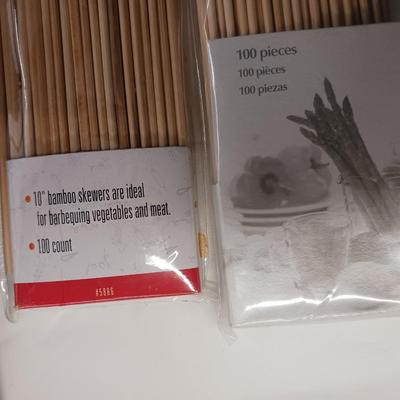 • 10" bamboo skewers are ideal
for barbequing vegetables and meat.
• 100 count
#5886
100 pieces
100 pièces
100 piezas